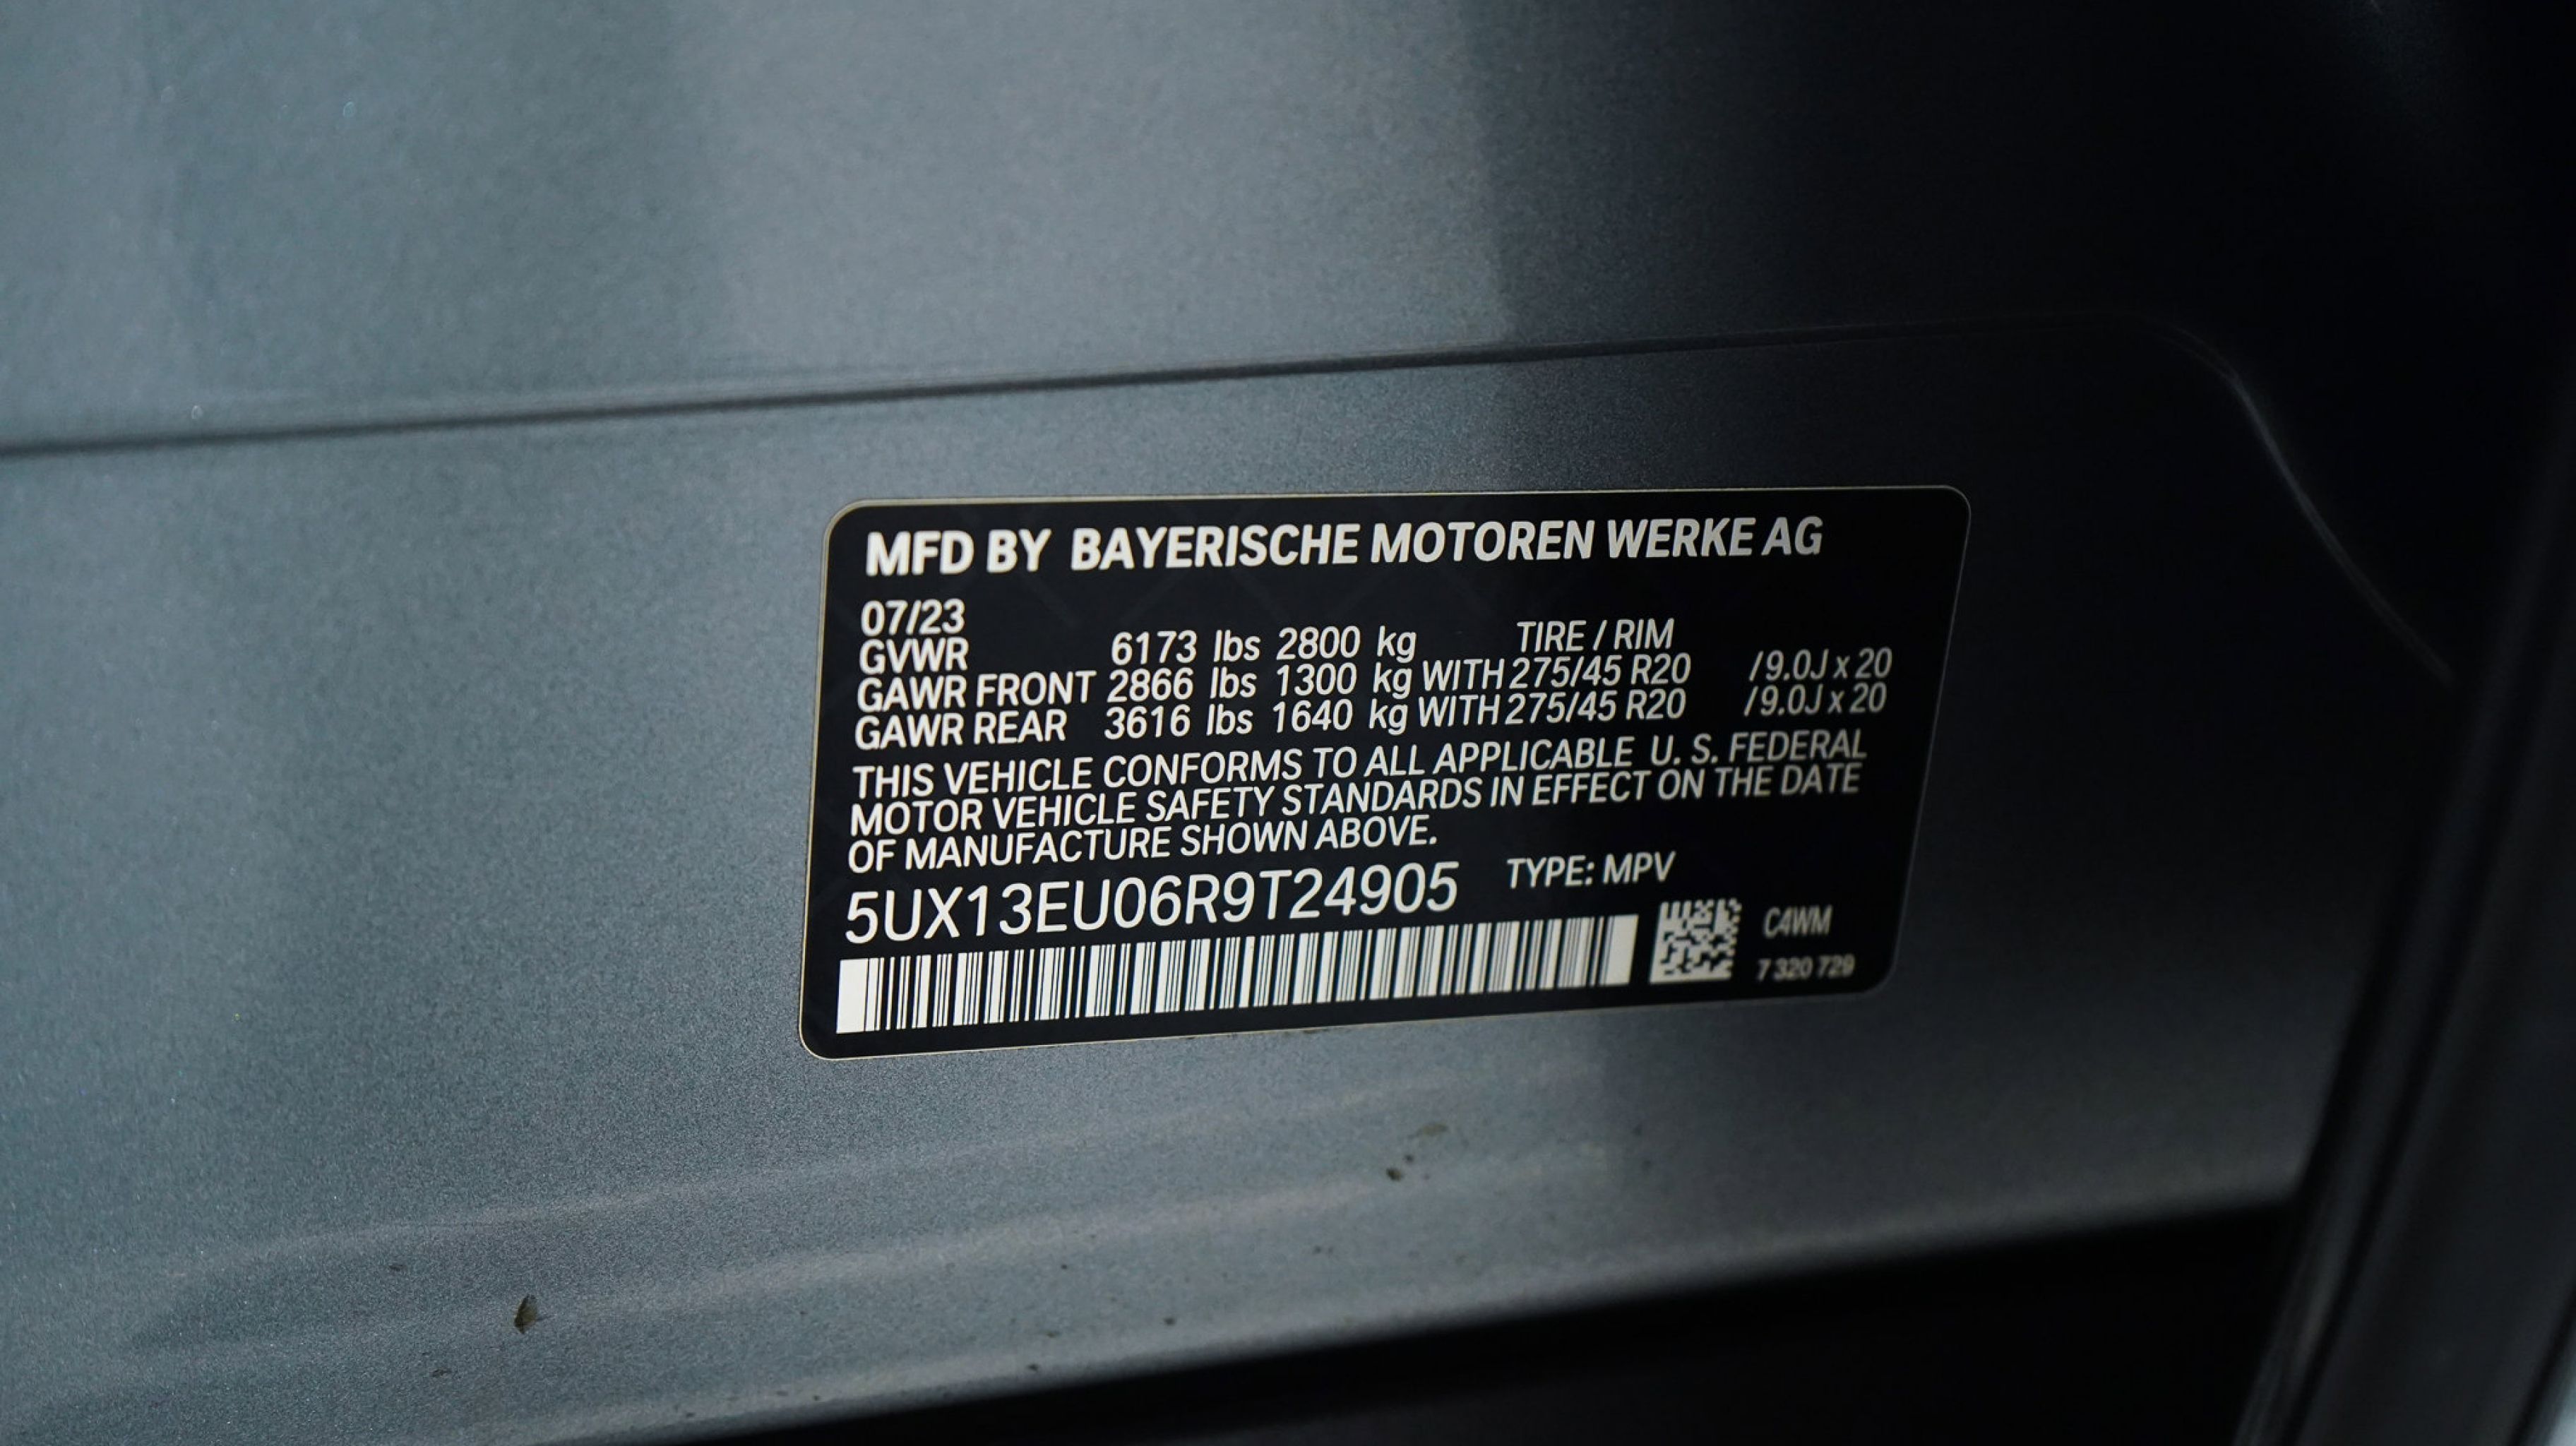 MFD BY BAYERISCHE MOTOREN WERKE AG
07/23
GVWR 6173 lbs 2800 kg TIRE / RIM
GAWR FRONT 2866 lbs 1300 kg WITH 275/45 R20 / 9.0J x 20
GAWR REAR 3616 lbs 1640 kg WITH 275/45 R20 / 9.0J x 20
THIS VEHICLE CONFORMS TO ALL APPLICABLE U. S. FEDERAL
MOTOR VEHICLE SAFETY STANDARDS IN EFFECT ON THE DATE
OF MANUFACTURE SHOWN ABOVE.
5UX13EU06R9T24905 TYPE: MPV
C4WM
7 320 729